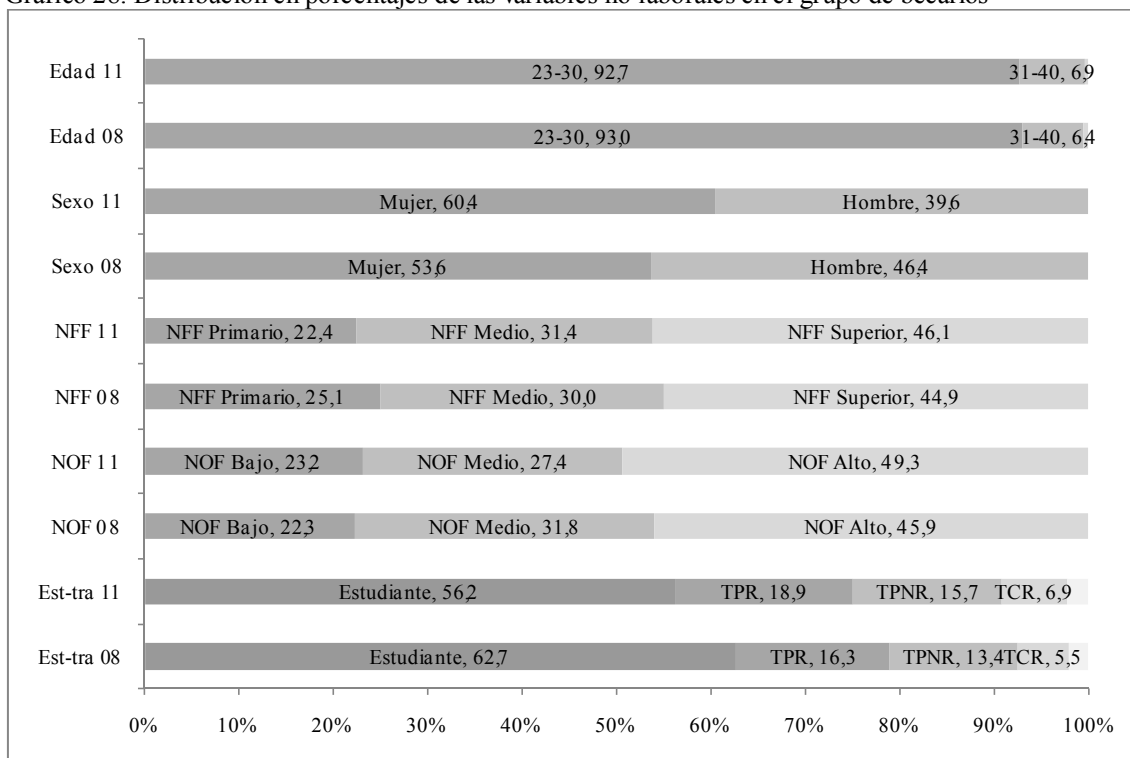 Gráfico 26. Distribución en porcentajes de las variables no laborales en el grupo de becarios
Edad 11 23-30, 92,7 31-40, 6,9
Edad 08 23-30, 93,0 31-40, 6,4
Sexo 11 Mujer, 60,4 Hombre, 39,6
Sexo 08 Mujer, 53,6 Hombre, 46,4
NFF 11 NFF Primario, 22,4 NFF Medio, 31,4 NFF Superior, 46,1
NFF 08 NFF Primario, 25,1 NFF Medio, 30,0 NFF Superior, 44,9
NOF 11 NOF Bajo, 23,2 NOF Medio, 27,4 NOF Alto, 49,3
NOF 08 NOF Bajo, 22,3 NOF Medio, 31,8 NOF Alto, 45,9
Est-tra 11 Estudiante, 56,2 TPR, 18,9 TPNR, 15,7 TCR, 6,9
Est-tra 08 Estudiante, 62,7 TPR, 16,3 TPNR, 13,4 TCR, 5,5
0% 10% 20% 30% 40% 50% 60% 70% 80% 90% 100%